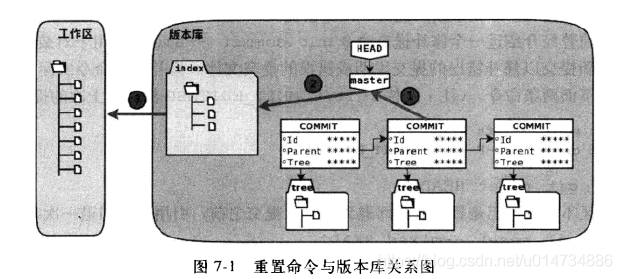 工作区
版本库
HEAD
index
②
master
③
①
COMMIT
Id *****
Parent *****
Tree *****
COMMIT
Id *****
Parent *****
Tree *****
COMMIT
Id *****
Parent *****
Tree *****
tree
tree
tree
图 7-1 重置命令与版本库关系图
https://blog.csdn.net/u014734886